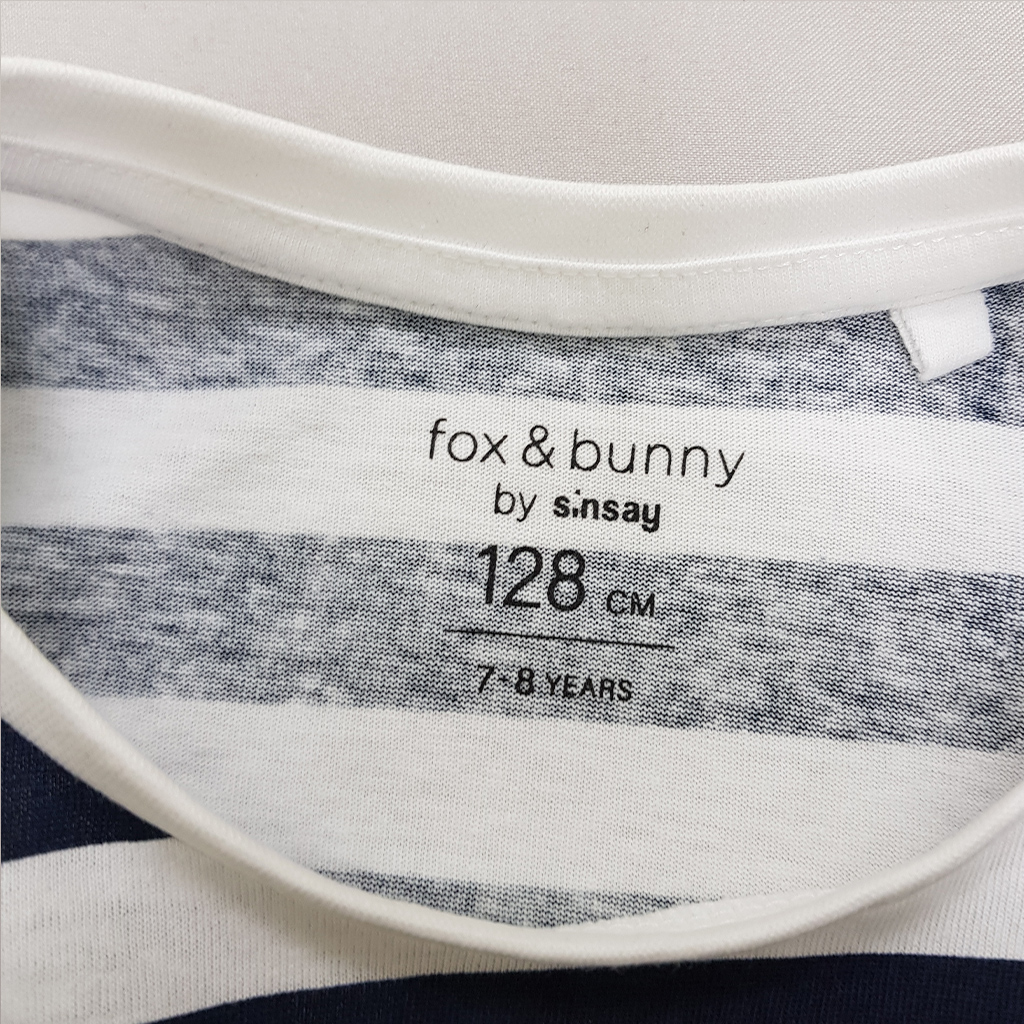 fox & bunny
by sinsay
128 CM
7-8 YEARS